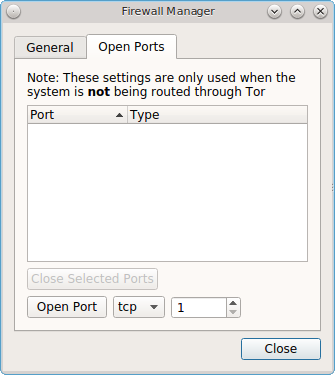 Firewall Manager
General
Open Ports
Note: These settings are only used when the
system is not being routed through Tor
Port Type
Close Selected Ports
Open Port tcp 1
Close